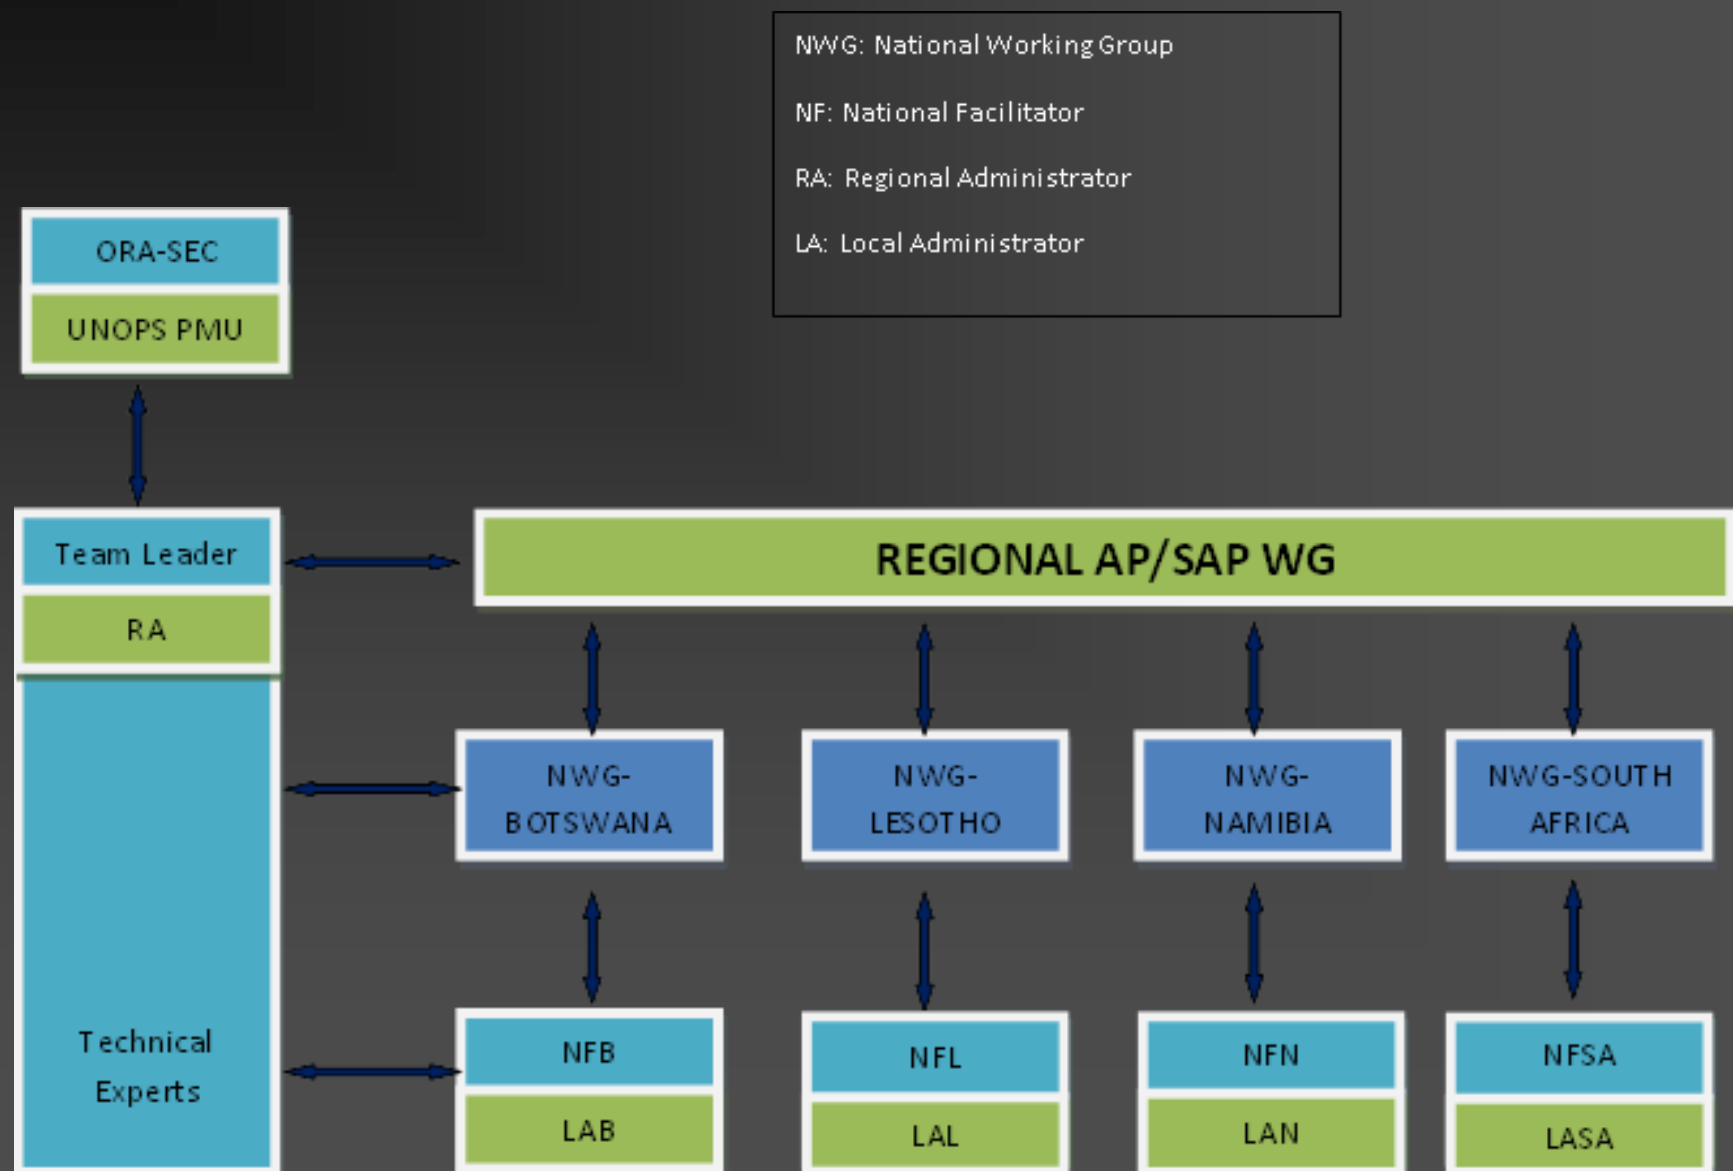 NWG: National Working Group
NF: National Facilitator
RA: Regional Administrator
LA: Local Administrator
ORA-SEC
UNOPS PMU
Team Leader
RA
REGIONAL AP/SAP WG
NWG-
BOTSWANA
NWG-
LESOTHO
NWG-
NAMIBIA
NWG-SOUTH
AFRICA
Technical
Experts
NFB
LAB
NFL
LAL
NFN
LAN
NFSA
LASA